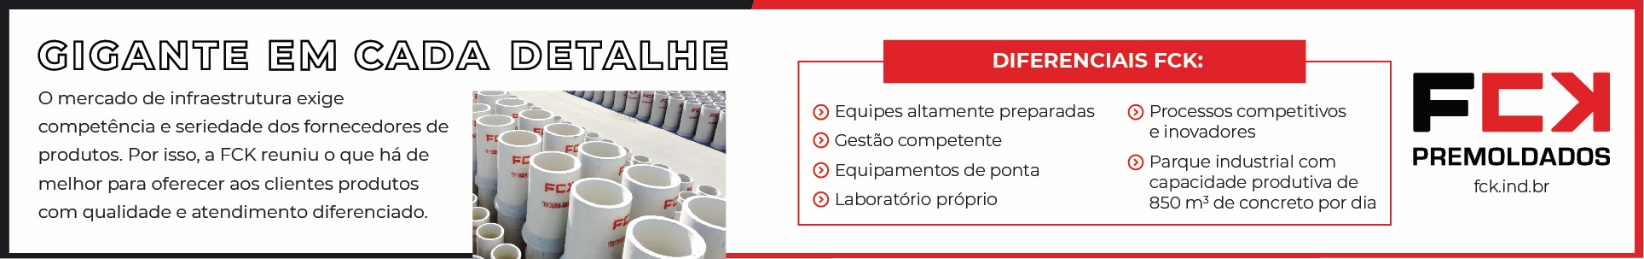 GIGANTE EM CADA DETALHE
O mercado de infraestrutura exige
competência e seriedade dos fornecedores de
produtos. Por isso, a FCK reuniu o que há de
melhor para oferecer aos clientes produtos
com qualidade e atendimento diferenciado.
FCK
FCK
DIFERENCIAIS FCK:
Equipes altamente preparadas
Gestão competente
Equipamentos de ponta
Laboratório próprio
Processos competitivos
e inovadores
Parque industrial com
capacidade produtiva de
850 m³ de concreto por dia
FCK
PREMOLDADOS
fck.ind.br